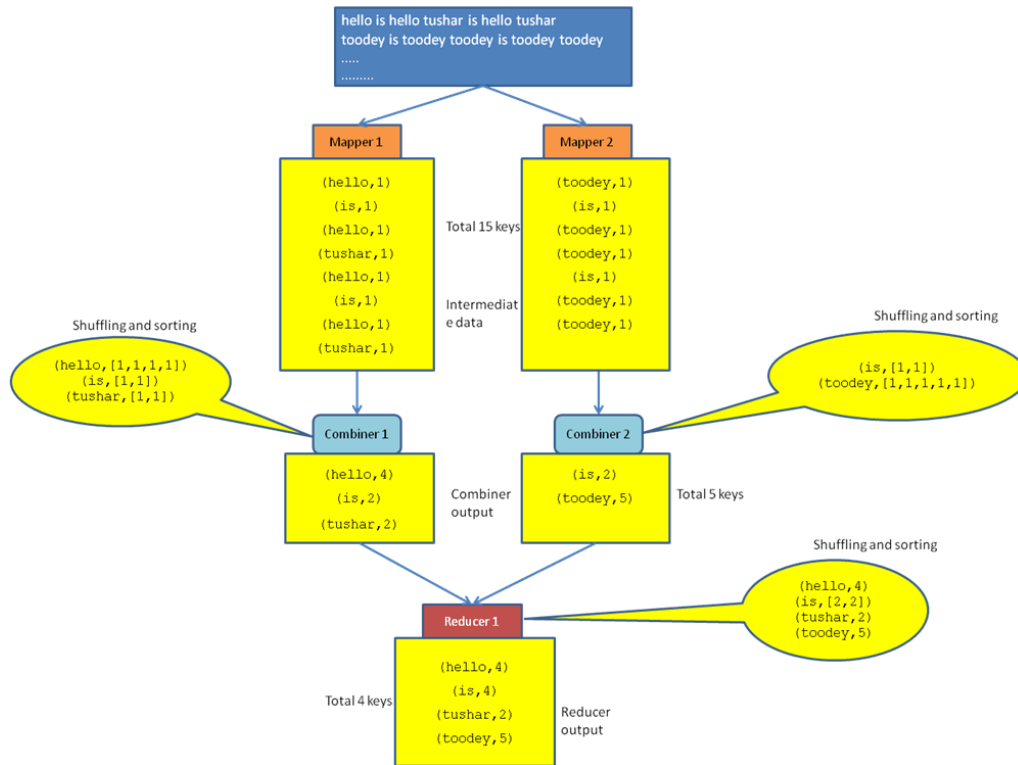 hello is hello tushar is hello tushar
toodey is toodey toodey is toodey toodey
.....
.........
Mapper 1
(hello,1)
(is,1)
(hello,1)
(tushar,1)
(hello,1)
(is,1)
(hello,1)
(tushar,1)
Total 15 keys
Intermediat
e data
Mapper 2
(toodey,1)
(is,1)
(toodey,1)
(toodey,1)
(is,1)
(toodey,1)
(toodey,1)
Shuffling and sorting
(hello,[1,1,1,1])
(is,[1,1])
(tushar,[1,1])
Shuffling and sorting
(is,[1,1])
(toodey,[1,1,1,1,1])
Combiner 1
(hello,4)
(is,2)
(tushar,2)
Combiner
output
Combiner 2
(is,2)
(toodey,5)
Total 5 keys
Shuffling and sorting
(hello,4)
(is,[2,2])
(tushar,2)
(toodey,5)
Reducer 1
Total 4 keys
(hello,4)
(is,4)
(tushar,2)
(toodey,5)
Reducer
output